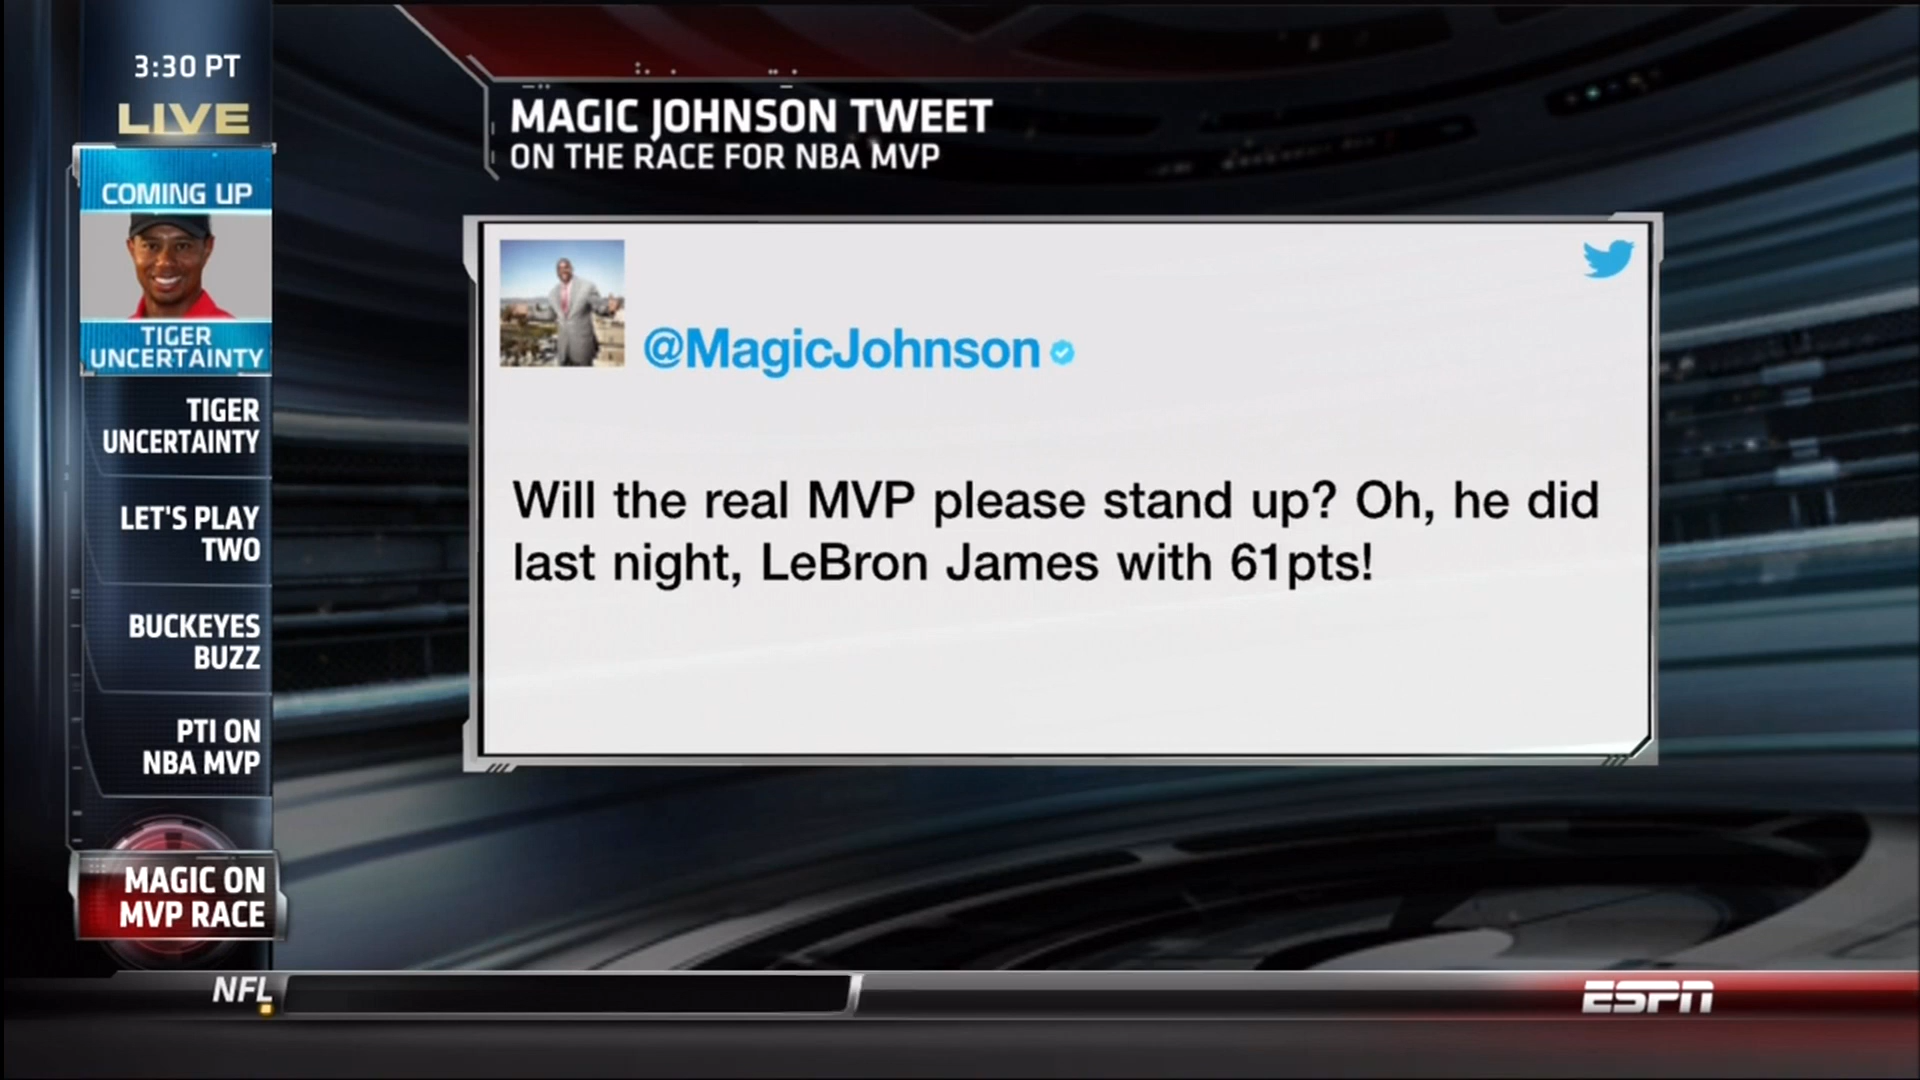 3:30 PT
LIVE
COMING UP
TIGER
UNCERTAINTY
TIGER
UNCERTAINTY
LET'S PLAY
TWO
BUCKEYES
BUZZ
PTI ON
NBA MVP
MAGIC ON
MVP RACE
MAGIC JOHNSON TWEET
ON THE RACE FOR NBA MVP
@MagicJohnson
Will the real MVP please stand up? Oh, he did
last night, LeBron James with 61pts!
NFL
ESPN